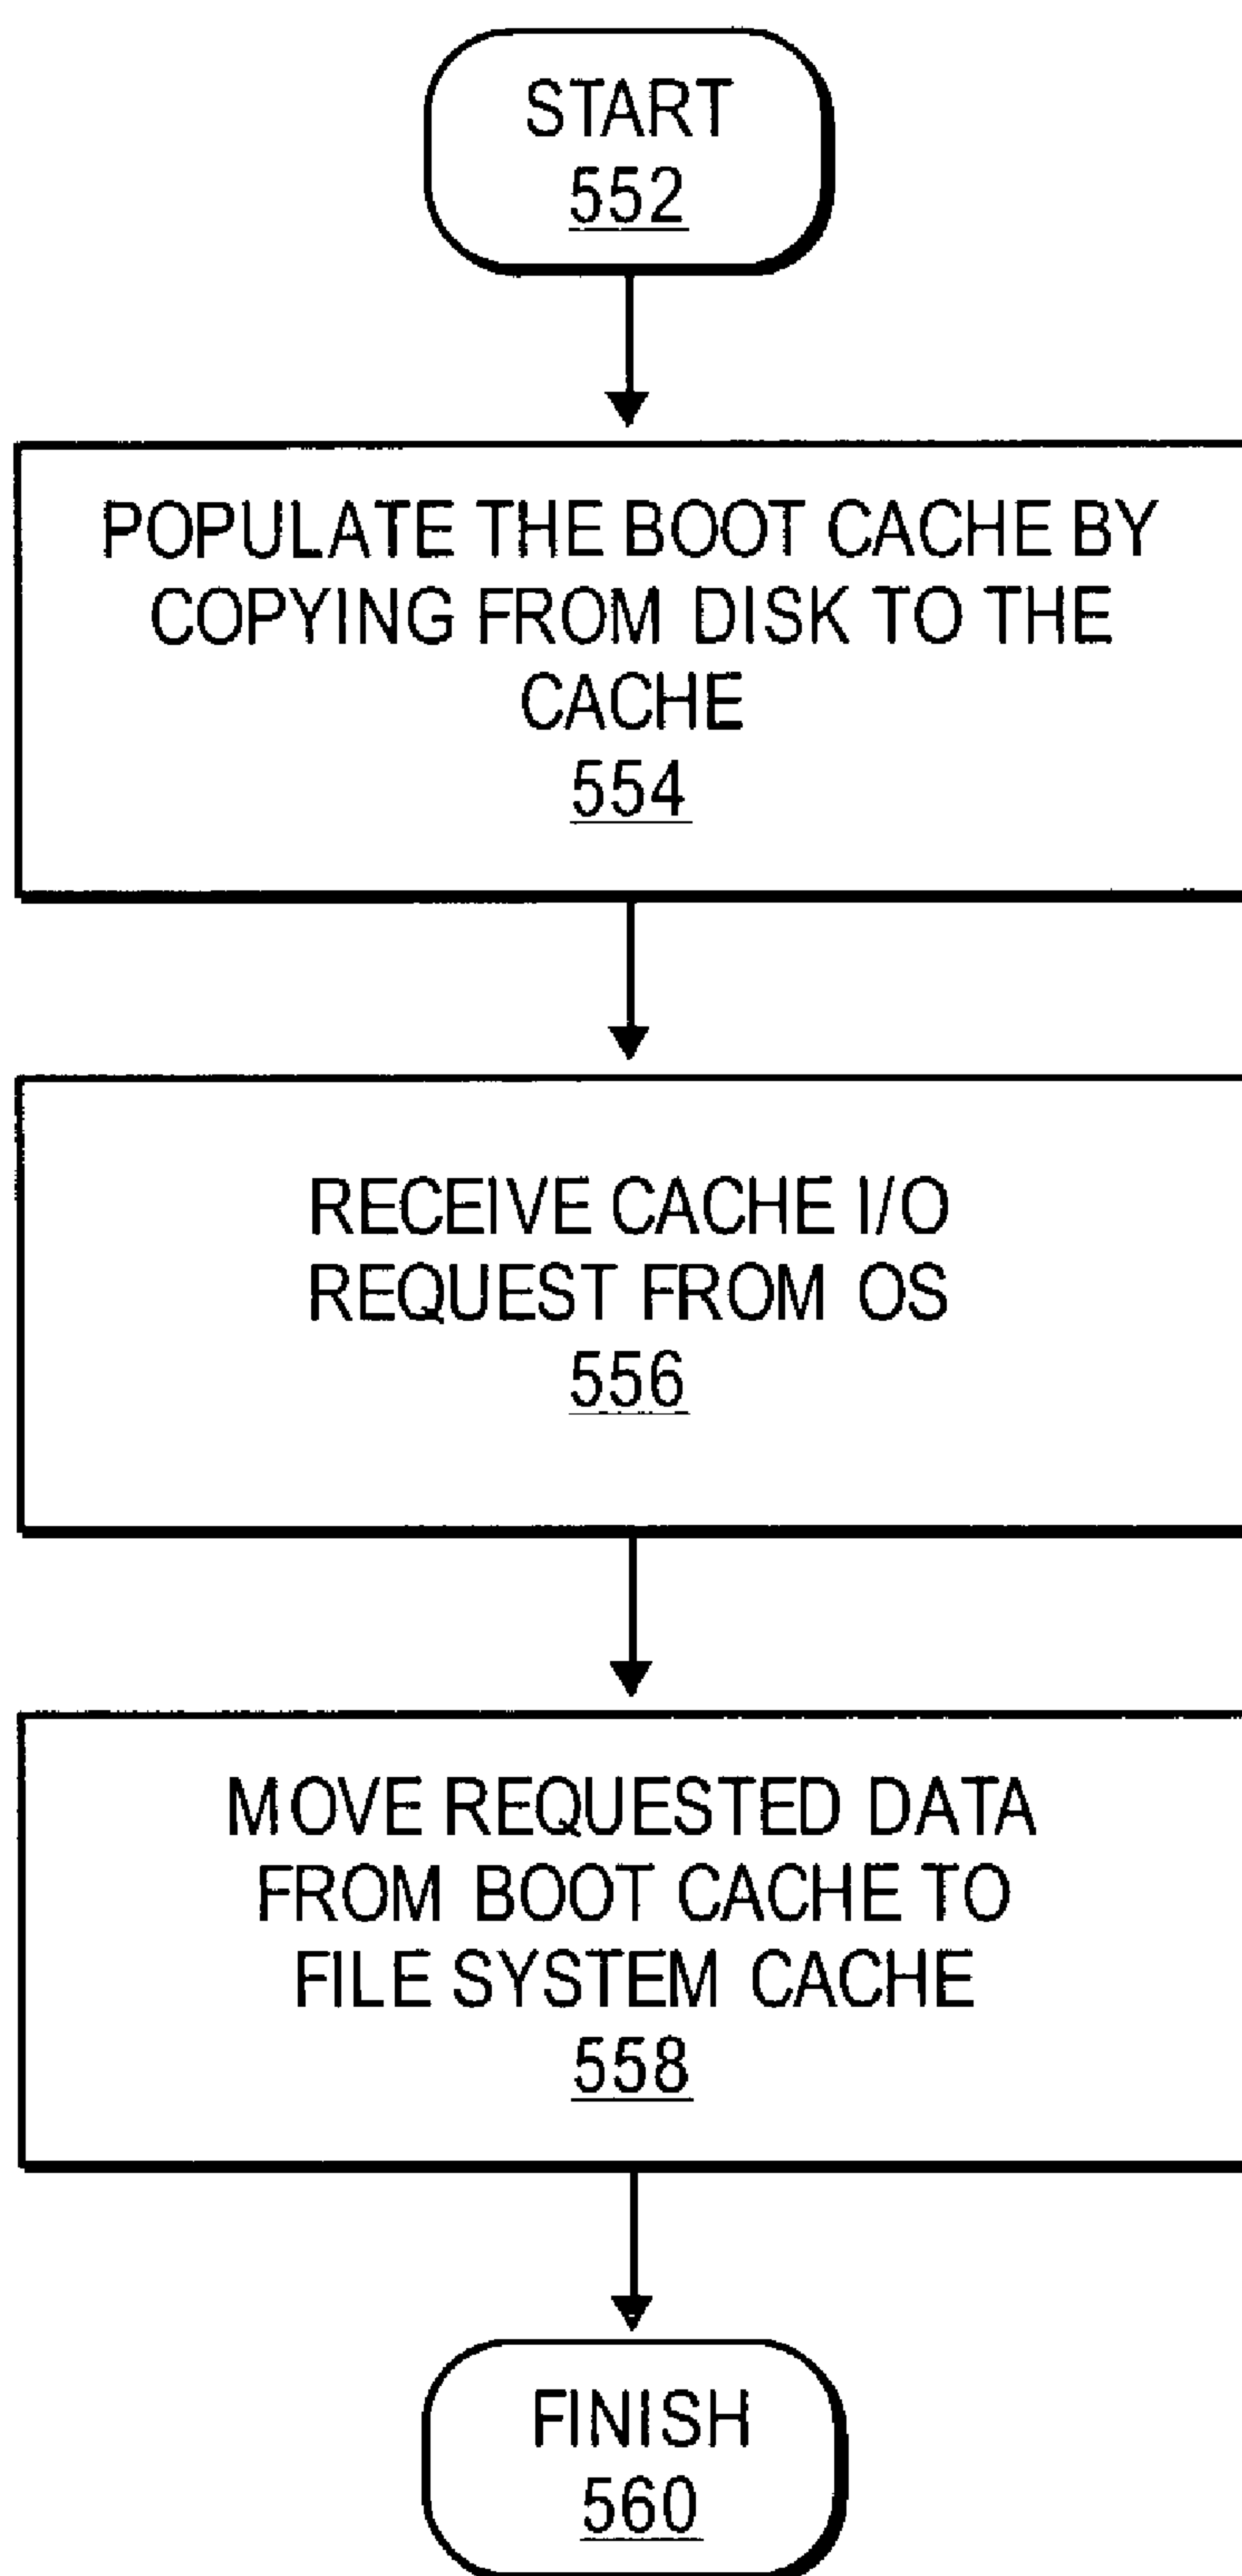 START
552
POPULATE THE BOOT CACHE BY
COPYING FROM DISK TO THE
CACHE
554
RECEIVE CACHE I/O
REQUEST FROM OS
556
MOVE REQUESTED DATA
FROM BOOT CACHE TO
FILE SYSTEM CACHE
558
FINISH
560